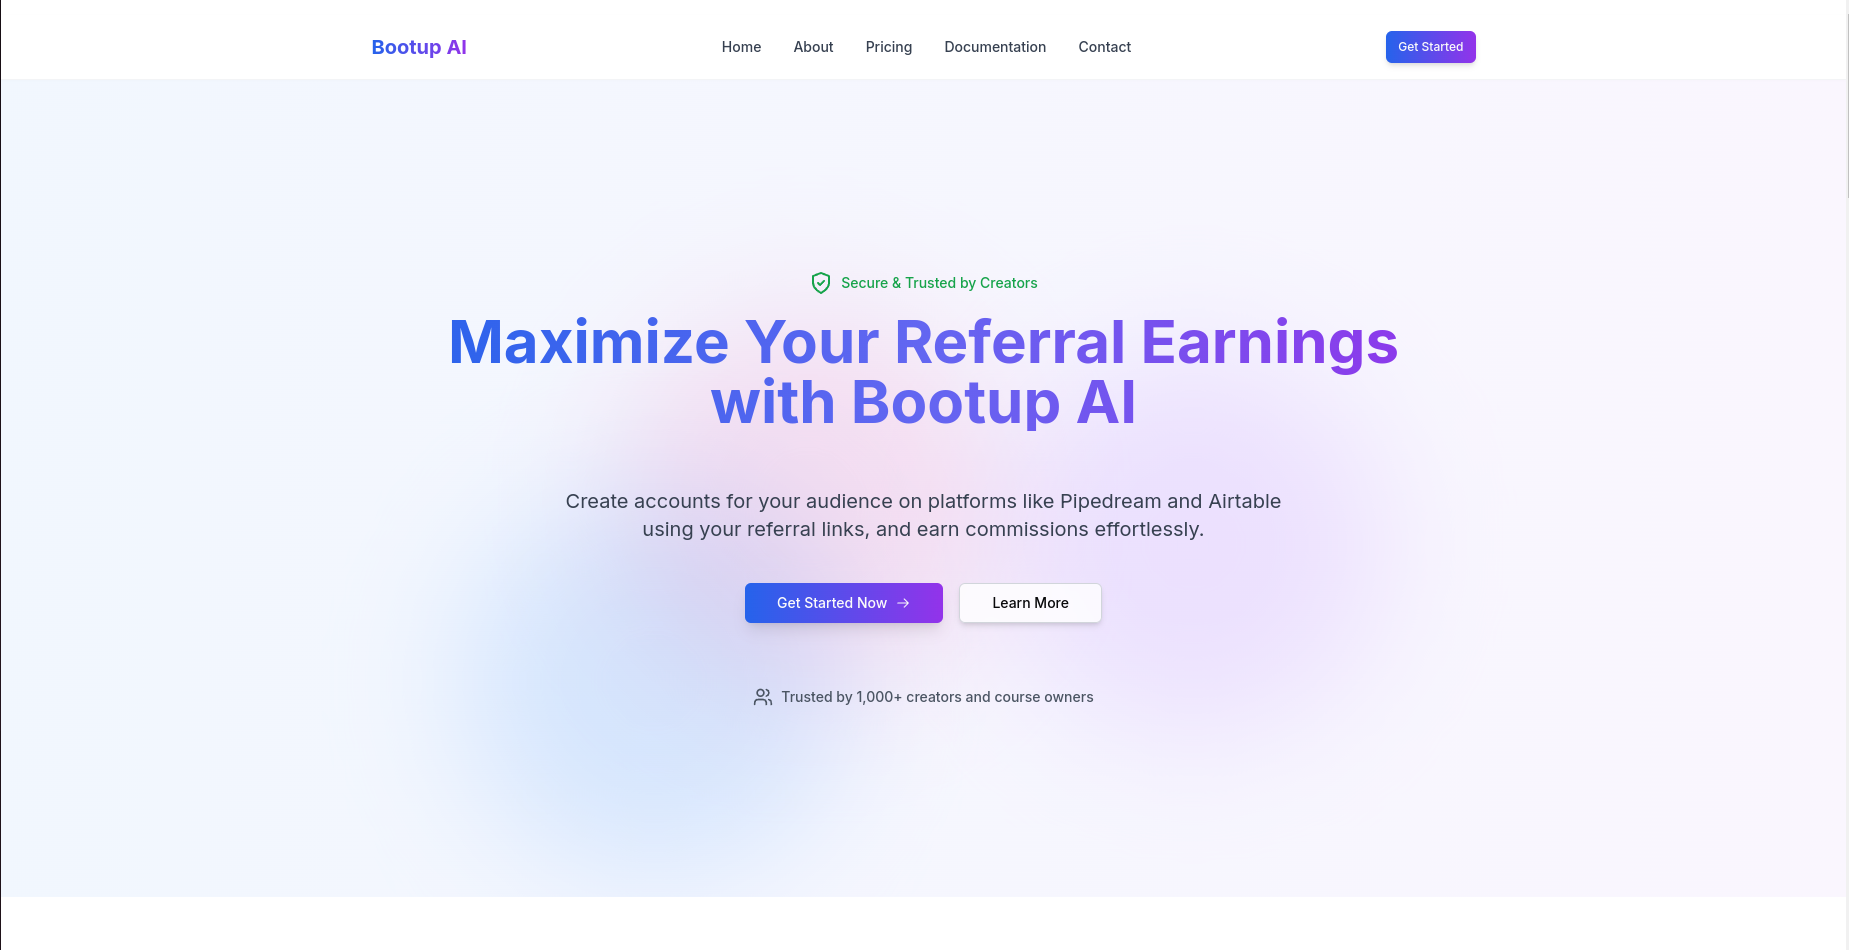 Bootup AI
Home About Pricing Documentation Contact
Get Started
Secure & Trusted by Creators
Maximize Your Referral Earnings
with Bootup AI
Create accounts for your audience on platforms like Pipedream and Airtable
using your referral links, and earn commissions effortlessly.
Get Started Now
Learn More
Trusted by 1,000+ creators and course owners